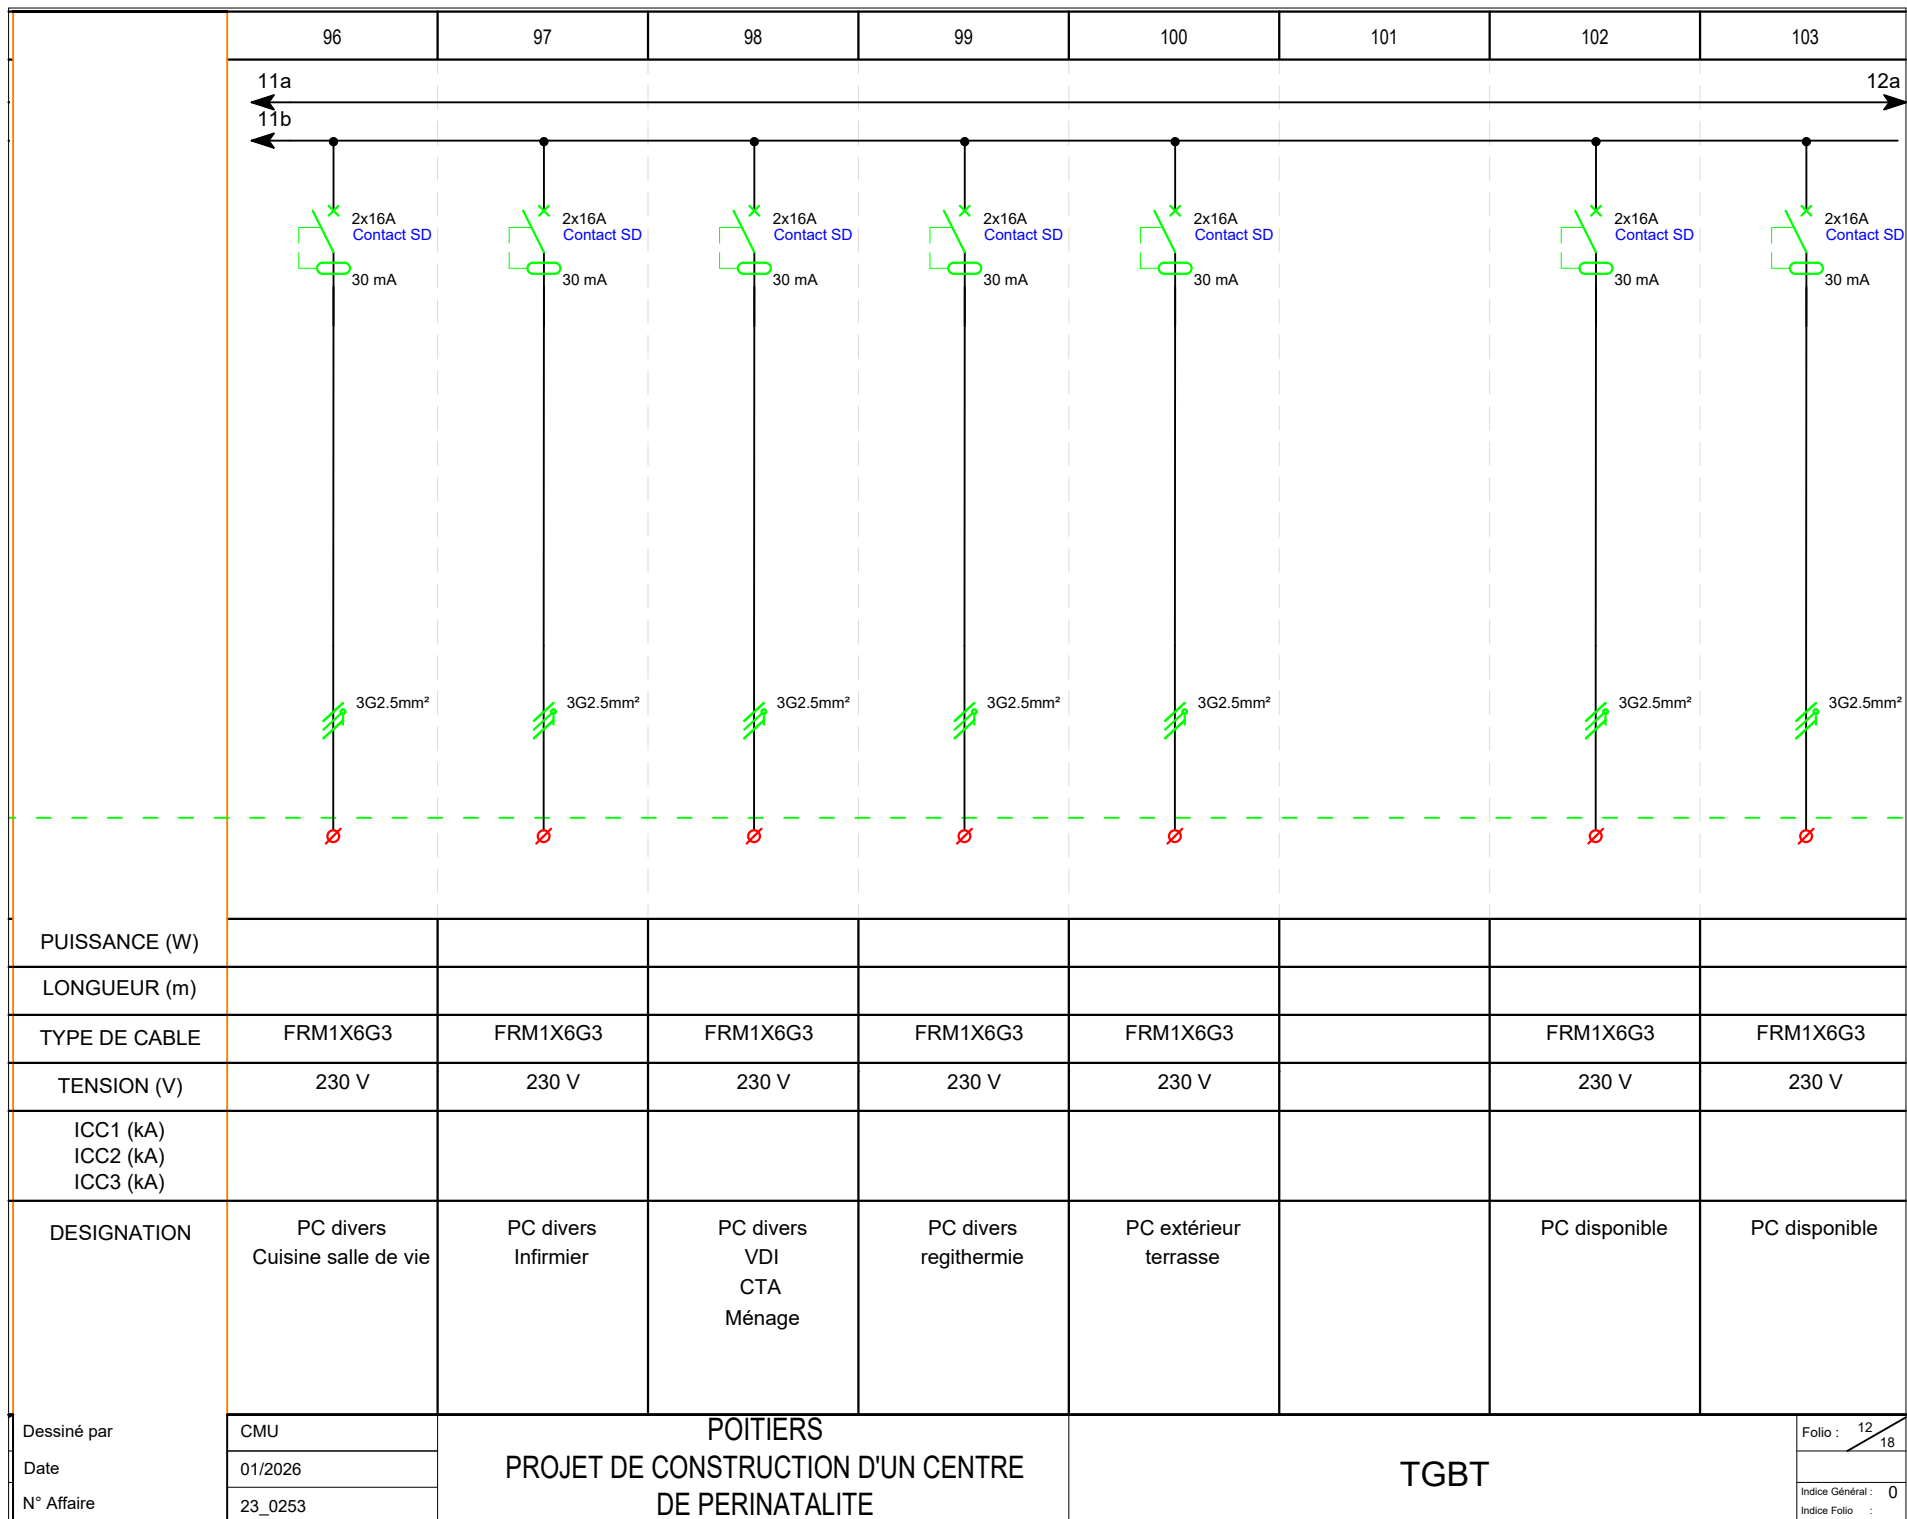 96 97 98 99 100 101 102 103
11a 12a
11b
2x16A 2x16A 2x16A 2x16A 2x16A 2x16A 2x16A
Contact SD Contact SD Contact SD Contact SD Contact SD Contact SD Contact SD
30 mA 30 mA 30 mA 30 mA 30 mA 30 mA 30 mA
3G2.5mm² 3G2.5mm² 3G2.5mm² 3G2.5mm² 3G2.5mm² 3G2.5mm² 3G2.5mm²
PUISSANCE (W)
LONGUEUR (m)
TYPE DE CABLE FRM1X6G3 FRM1X6G3 FRM1X6G3 FRM1X6G3 FRM1X6G3 FRM1X6G3 FRM1X6G3
TENSION (V) 230 V 230 V 230 V 230 V 230 V 230 V 230 V
ICC1 (kA)
ICC2 (kA)
ICC3 (kA)
DESIGNATION PC divers PC divers PC divers PC divers PC extérieur PC disponible PC disponible
Cuisine salle de vie Infirmier VDI regithermie terrasse
CTA
Ménage
Dessiné par CMU
Date 01/2026
N° Affaire 23_0253
POITIERS
PROJET DE CONSTRUCTION D'UN CENTRE
DE PERINATALITE
TGBT
Folio : 12 18
Indice Général : 0
Indice Folio :